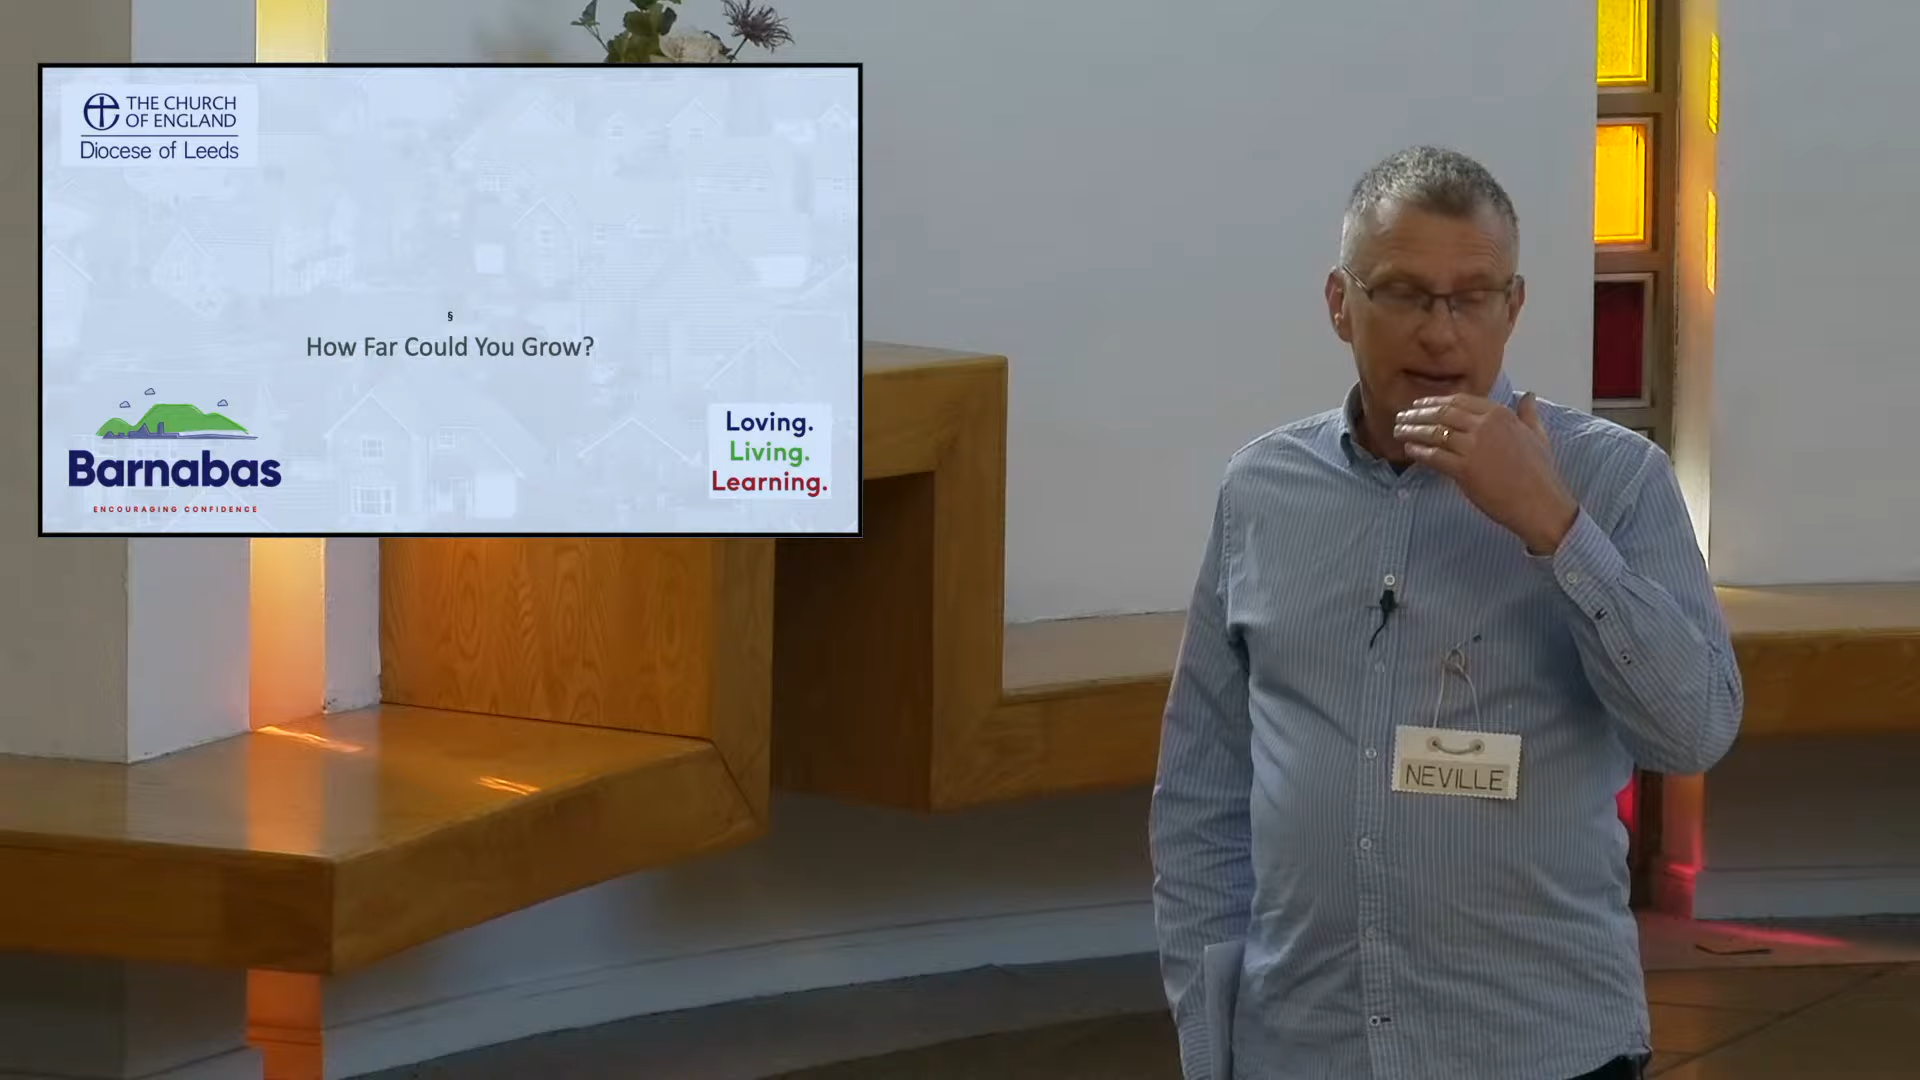 THE CHURCH
OF ENGLAND
Diocese of Leeds
§
How Far Could You Grow?
Barnabas
ENCOURAGING CONFIDENCE
Loving.
Living.
Learning.
NEVILLE